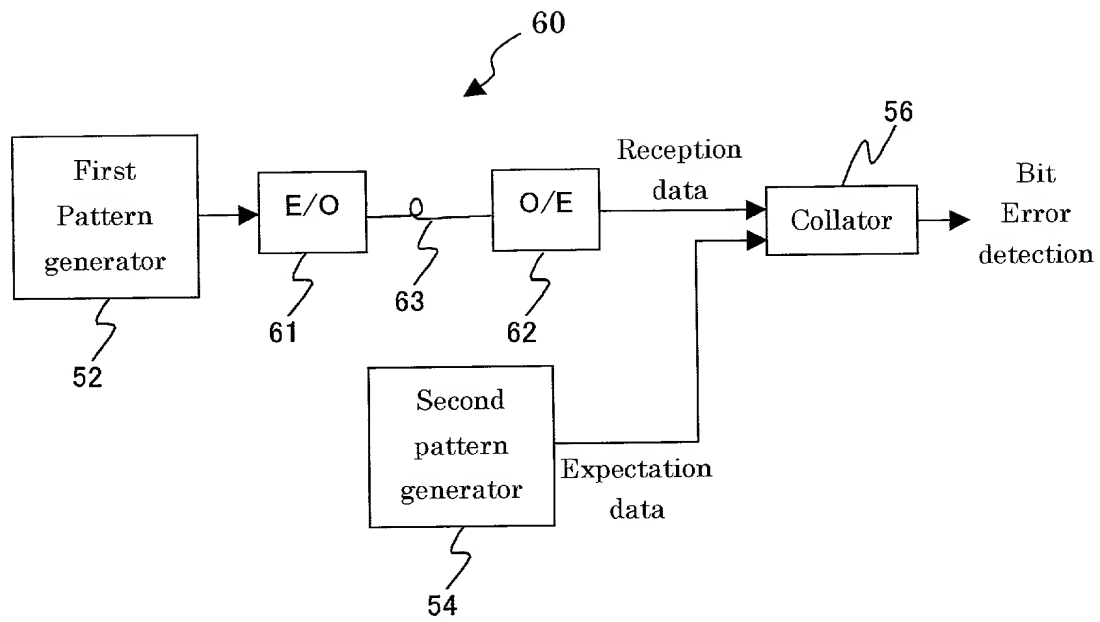 60
56
First
Pattern
generator
E/O
O/E
Reception
data
Collator
Bit
Error
detection
61
63
62
52
Second
pattern
generator
Expectation
data
54